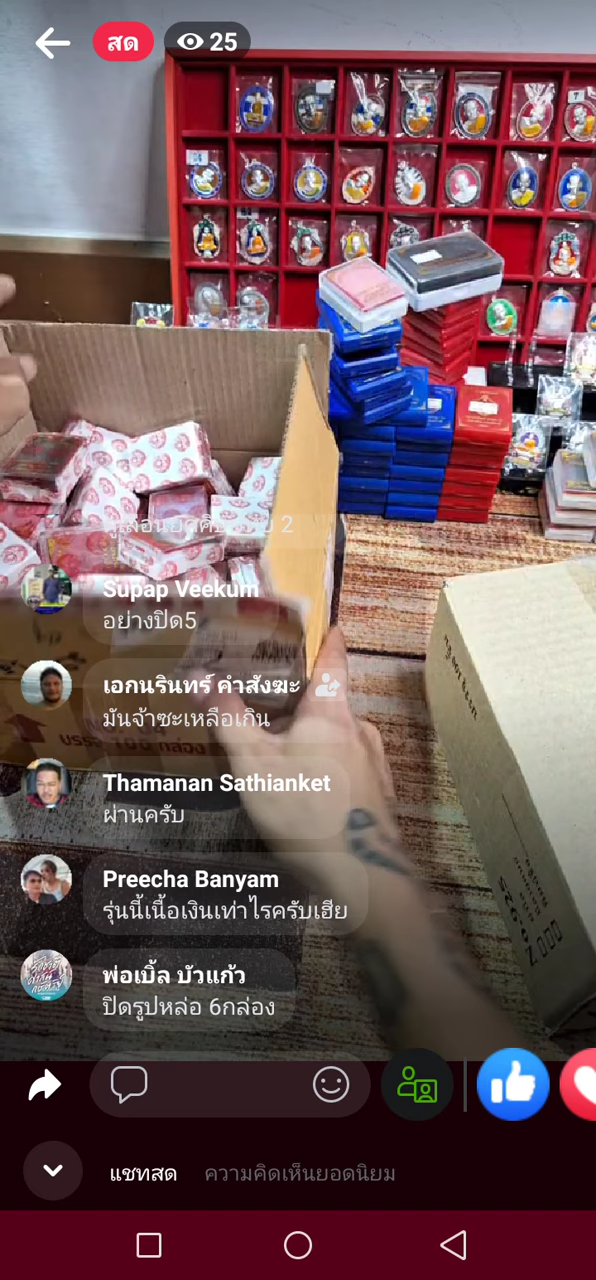 สด
25
Supap Veekum
อย่างปิด5
เอกนรินทร์ คำสังฆะ
มันจ้าซะเหลือเกิน
Thamanan Sathianket
ผ่านครับ
Preecha Banyam
รุ่นนี้เนื้อเงินเท่าไรครับเฮีย
พ่อเบิ้ล บัวแก้ว
ปิดรูปหล่อ 6กล่อง
แชทสด
ความคิดเห็นยอดนิยม